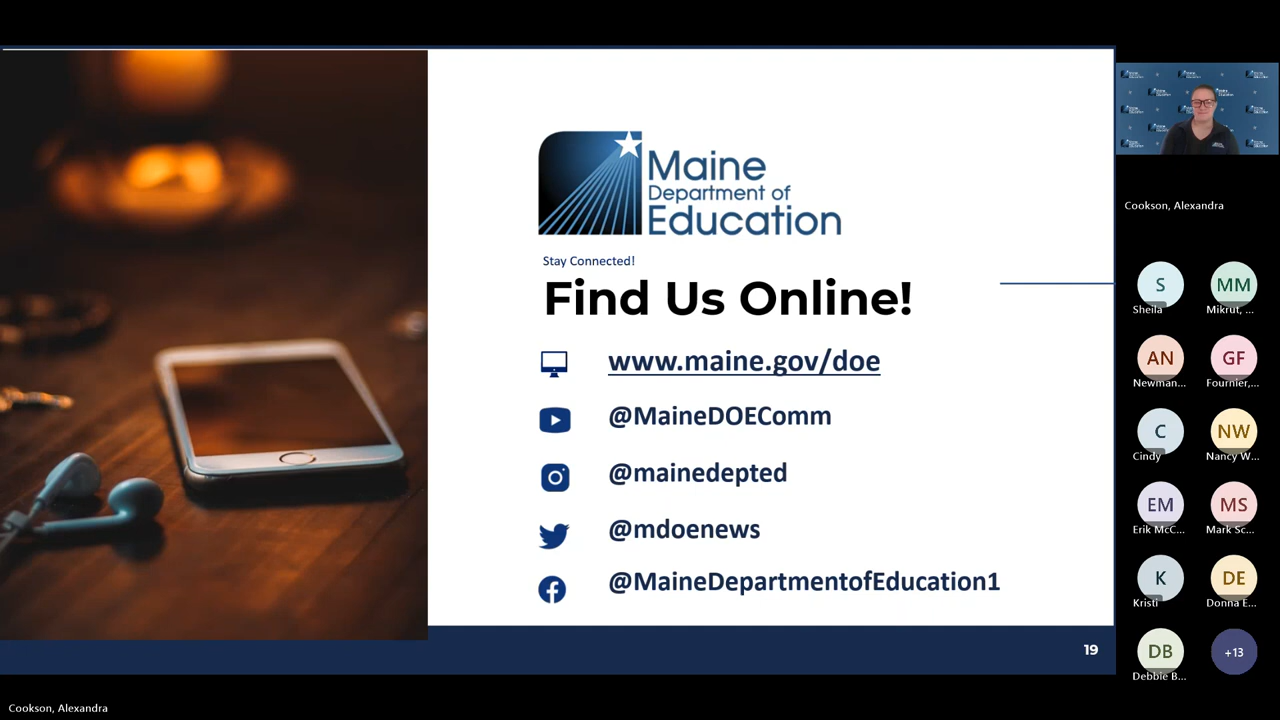 Maine
Department of
Education
Stay Connected!
Find Us Online!
www.maine.gov/doe
@MaineDOEComm
@mainedepted
@mdoenews
@MaineDepartmentofEducation1
19
Cookson, Alexandra
S
MM
Sheila
Mikrut, ...
AN
GF
Newman...
Fournier,...
C
NW
Cindy
Nancy W...
EM
MS
Erik McC...
Mark Sc...
K
DE
Kristi
Donna E...
DB
+13
Debbie B...
Cookson, Alexandra